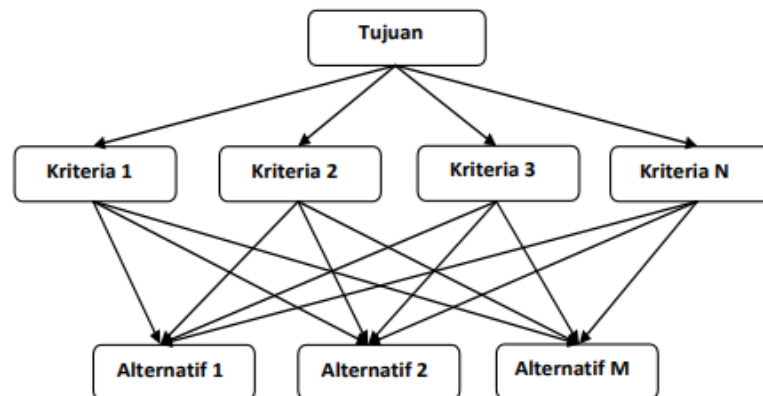 Tujuan
Kriteria 1
Kriteria 2
Kriteria 3
Kriteria N
Alternatif 1
Alternatif 2
Alternatif M